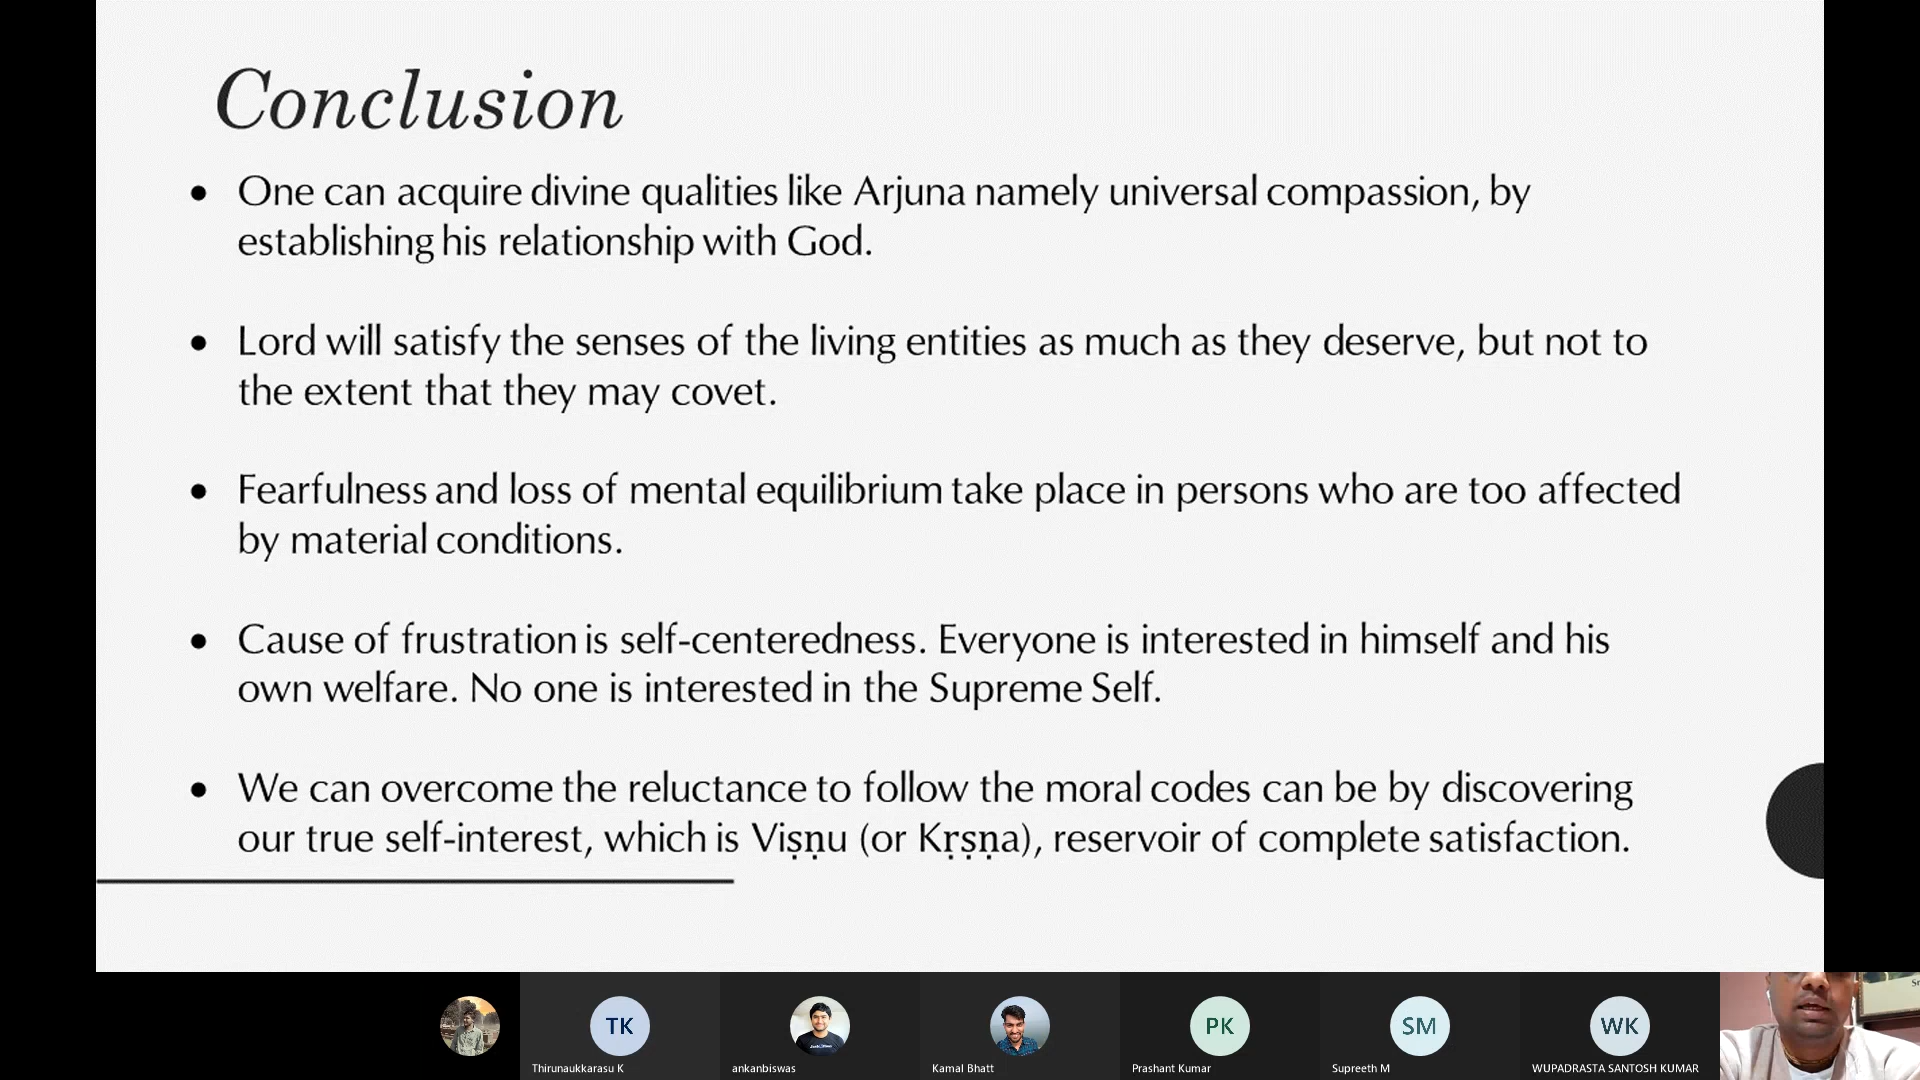 Conclusion
• One can acquire divine qualities like Arjuna namely universal compassion, by
establishing his relationship with God.
• Lord will satisfy the senses of the living entities as much as they deserve, but not to
the extent that they may covet.
• Fearfulness and loss of mental equilibrium take place in persons who are too affected
by material conditions.
• Cause of frustration is self-centeredness. Everyone is interested in himself and his
own welfare. No one is interested in the Supreme Self.
• We can overcome the reluctance to follow the moral codes can be by discovering
our true self-interest, which is Viṣṇu (or Kṛṣṇa), reservoir of complete satisfaction.
TK
PK
SM
WK
Thirunaukkarasu K
ankanbiswas
Kamal Bhatt
Prashant Kumar
Supreeth M
WUPADRASTA SANTOSH KUMAR